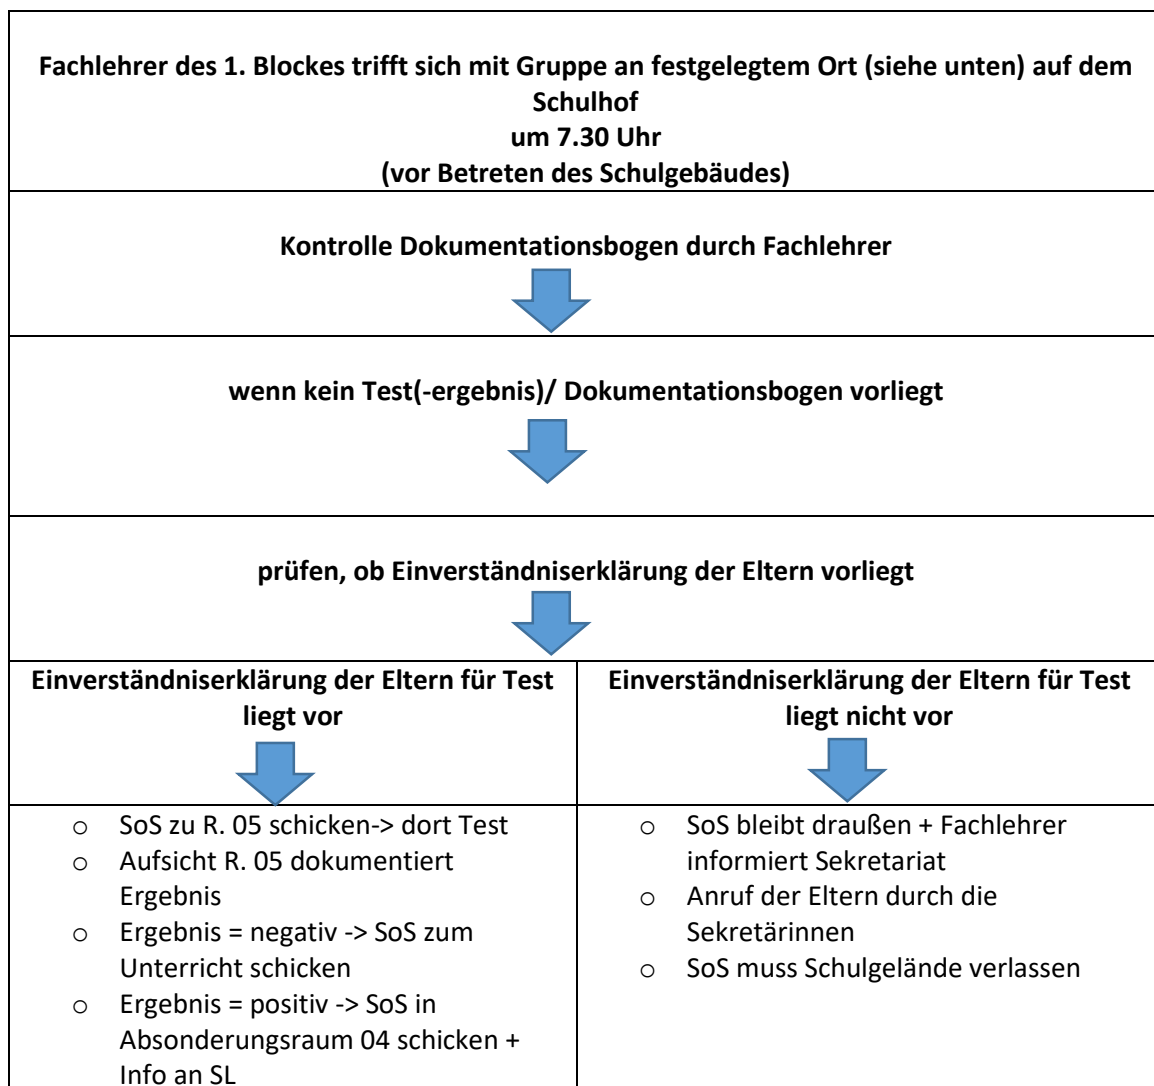 Fachlehrer des 1. Blockes trifft sich mit Gruppe an festgelegtem Ort (siehe unten) auf dem
Schulhof
um 7.30 Uhr
(vor Betreten des Schulgebäudes)
Kontrolle Dokumentationsbogen durch Fachlehrer
wenn kein Test(-ergebnis)/ Dokumentationsbogen vorliegt
prüfen, ob Einverständniserklärung der Eltern vorliegt
Einverständniserklärung der Eltern für Test
liegt vor
o SoS zu R. 05 schicken-> dort Test
o Aufsicht R. 05 dokumentiert
Ergebnis
o Ergebnis = negativ -> SoS zum
Unterricht schicken
o Ergebnis = positiv -> SoS in
Absonderungsraum 04 schicken +
Info an SL
Einverständniserklärung der Eltern für Test
liegt nicht vor
o SoS bleibt draußen + Fachlehrer
informiert Sekretariat
o Anruf der Eltern durch die
Sekretärinnen
o SoS muss Schulgelände verlassen